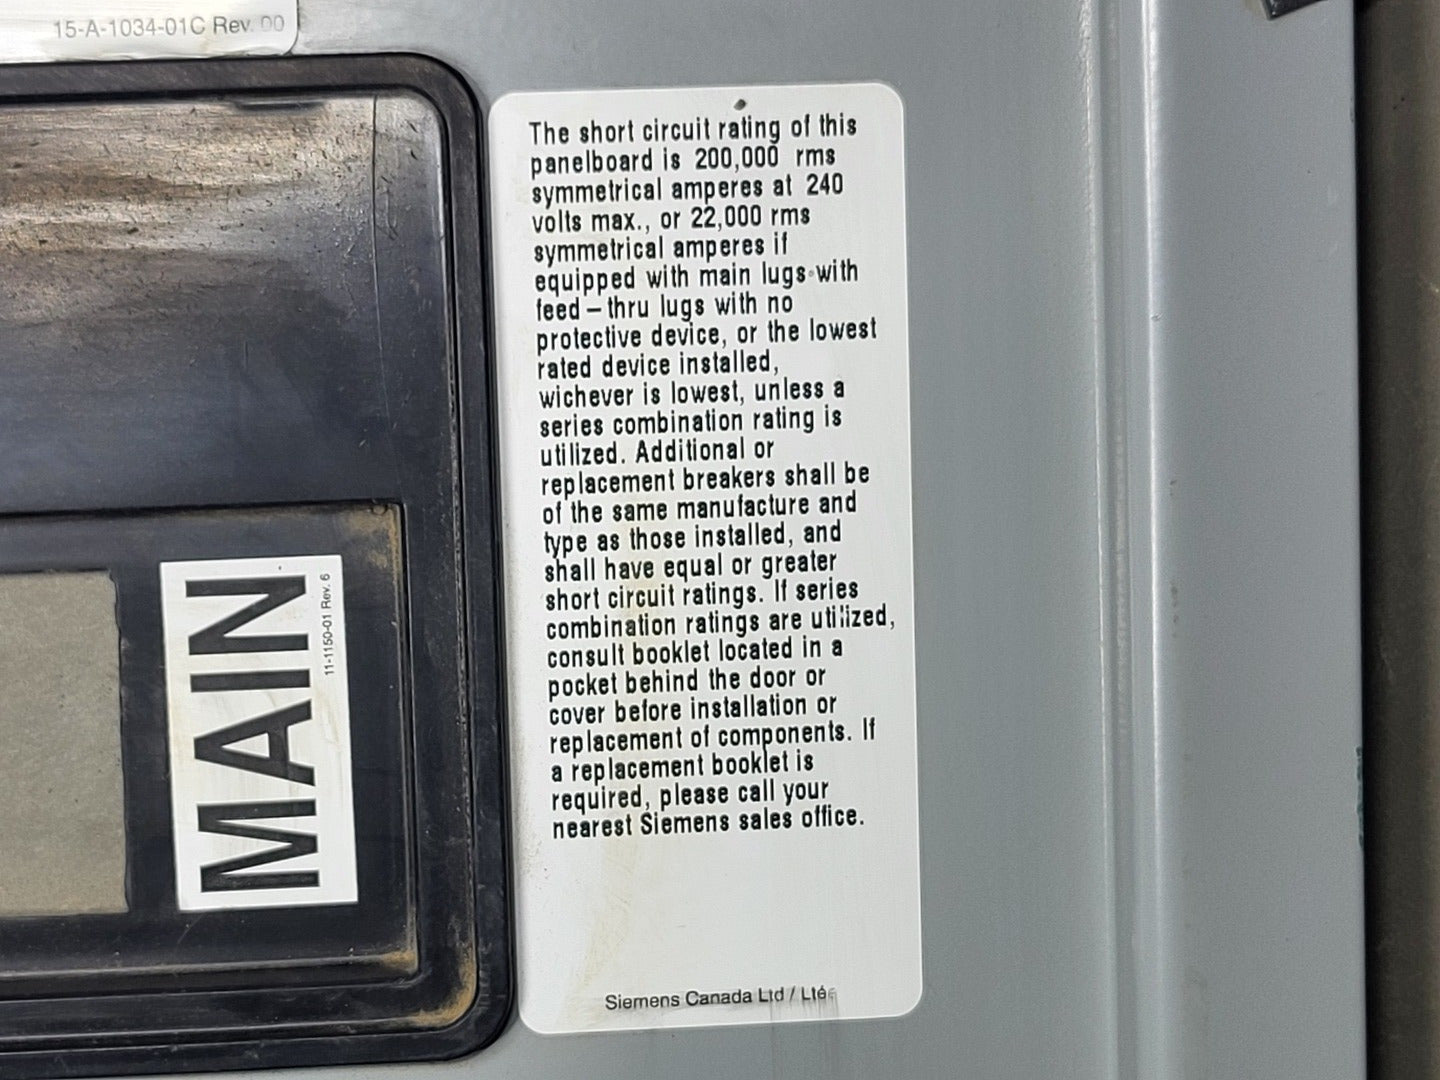 15-A-1034-01C Rev. 00
The short circuit rating of this
panelboard is 200,000 rms
symmetrical amperes at 240
volts max., or 22,000 rms
symmetrical amperes if
equipped with main lugs with
feed-thru lugs with no
protective device, or the lowest
rated device installed,
wichever is lowest, unless a
series combination rating is
utilized. Additional or
replacement breakers shall be
of the same manufacture and
type as those installed, and
shall have equal or greater
short circuit ratings. If series
combination ratings are utilized,
consult booklet located in a
pocket behind the door or
cover before installation or
replacement of components. If
a replacement booklet is
required, please call your
nearest Siemens sales office.
Siemens Canada Ltd / Ltée
MAIN
11-1150-01 Rev. 6